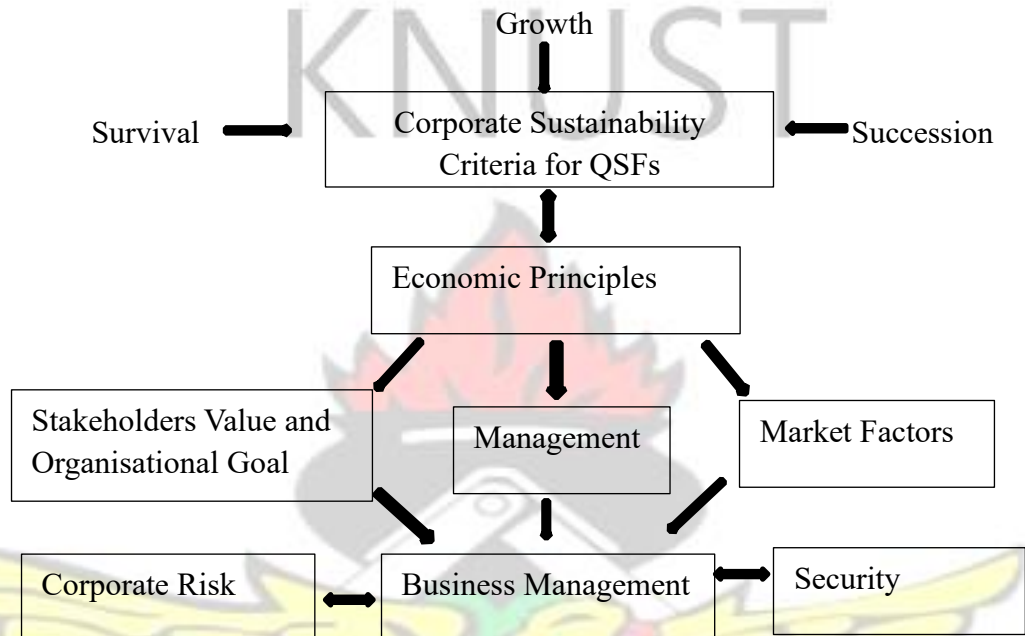 KNUST
Growth
Survival
Corporate Sustainability
Criteria for QSFs
Succession
Economic Principles
Stakeholders Value and
Organisational Goal
Management
Market Factors
Corporate Risk
Business Management
Security